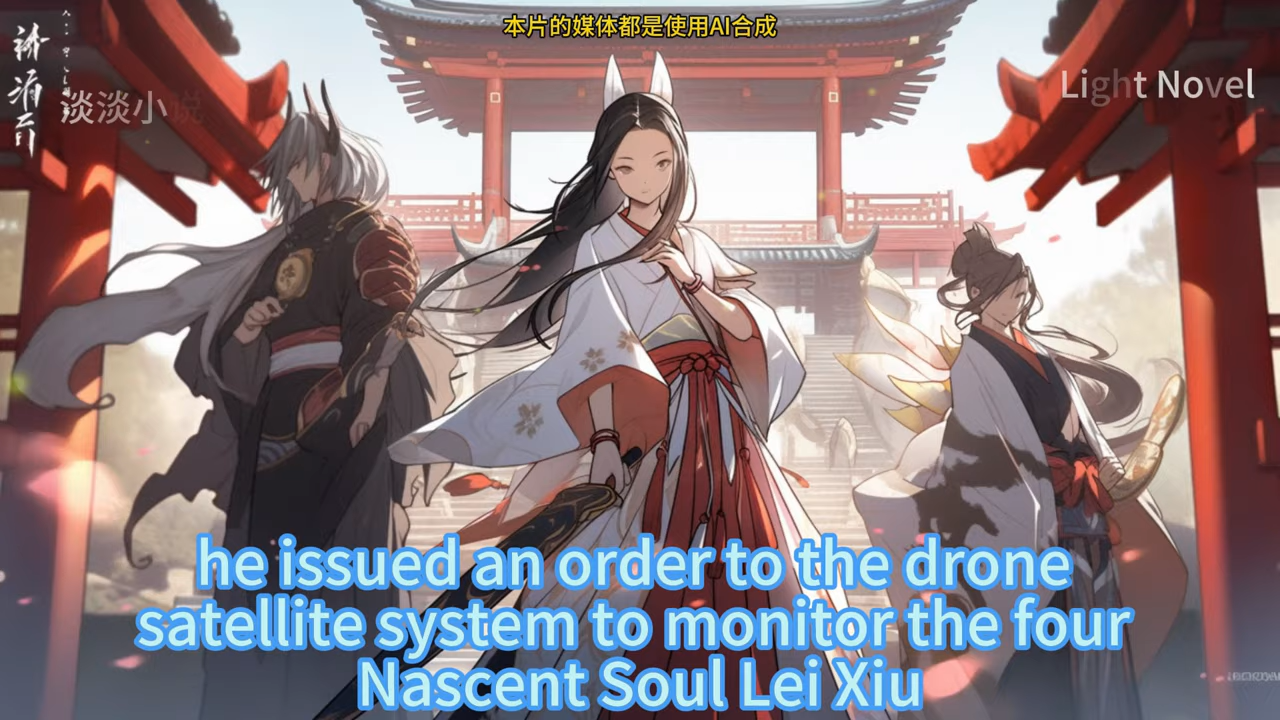 本片的媒体都是使用AI合成
淡淡小说
Light Novel
he issued an order to the drone
satellite system to monitor the four
Nascent Soul Lei Xiu